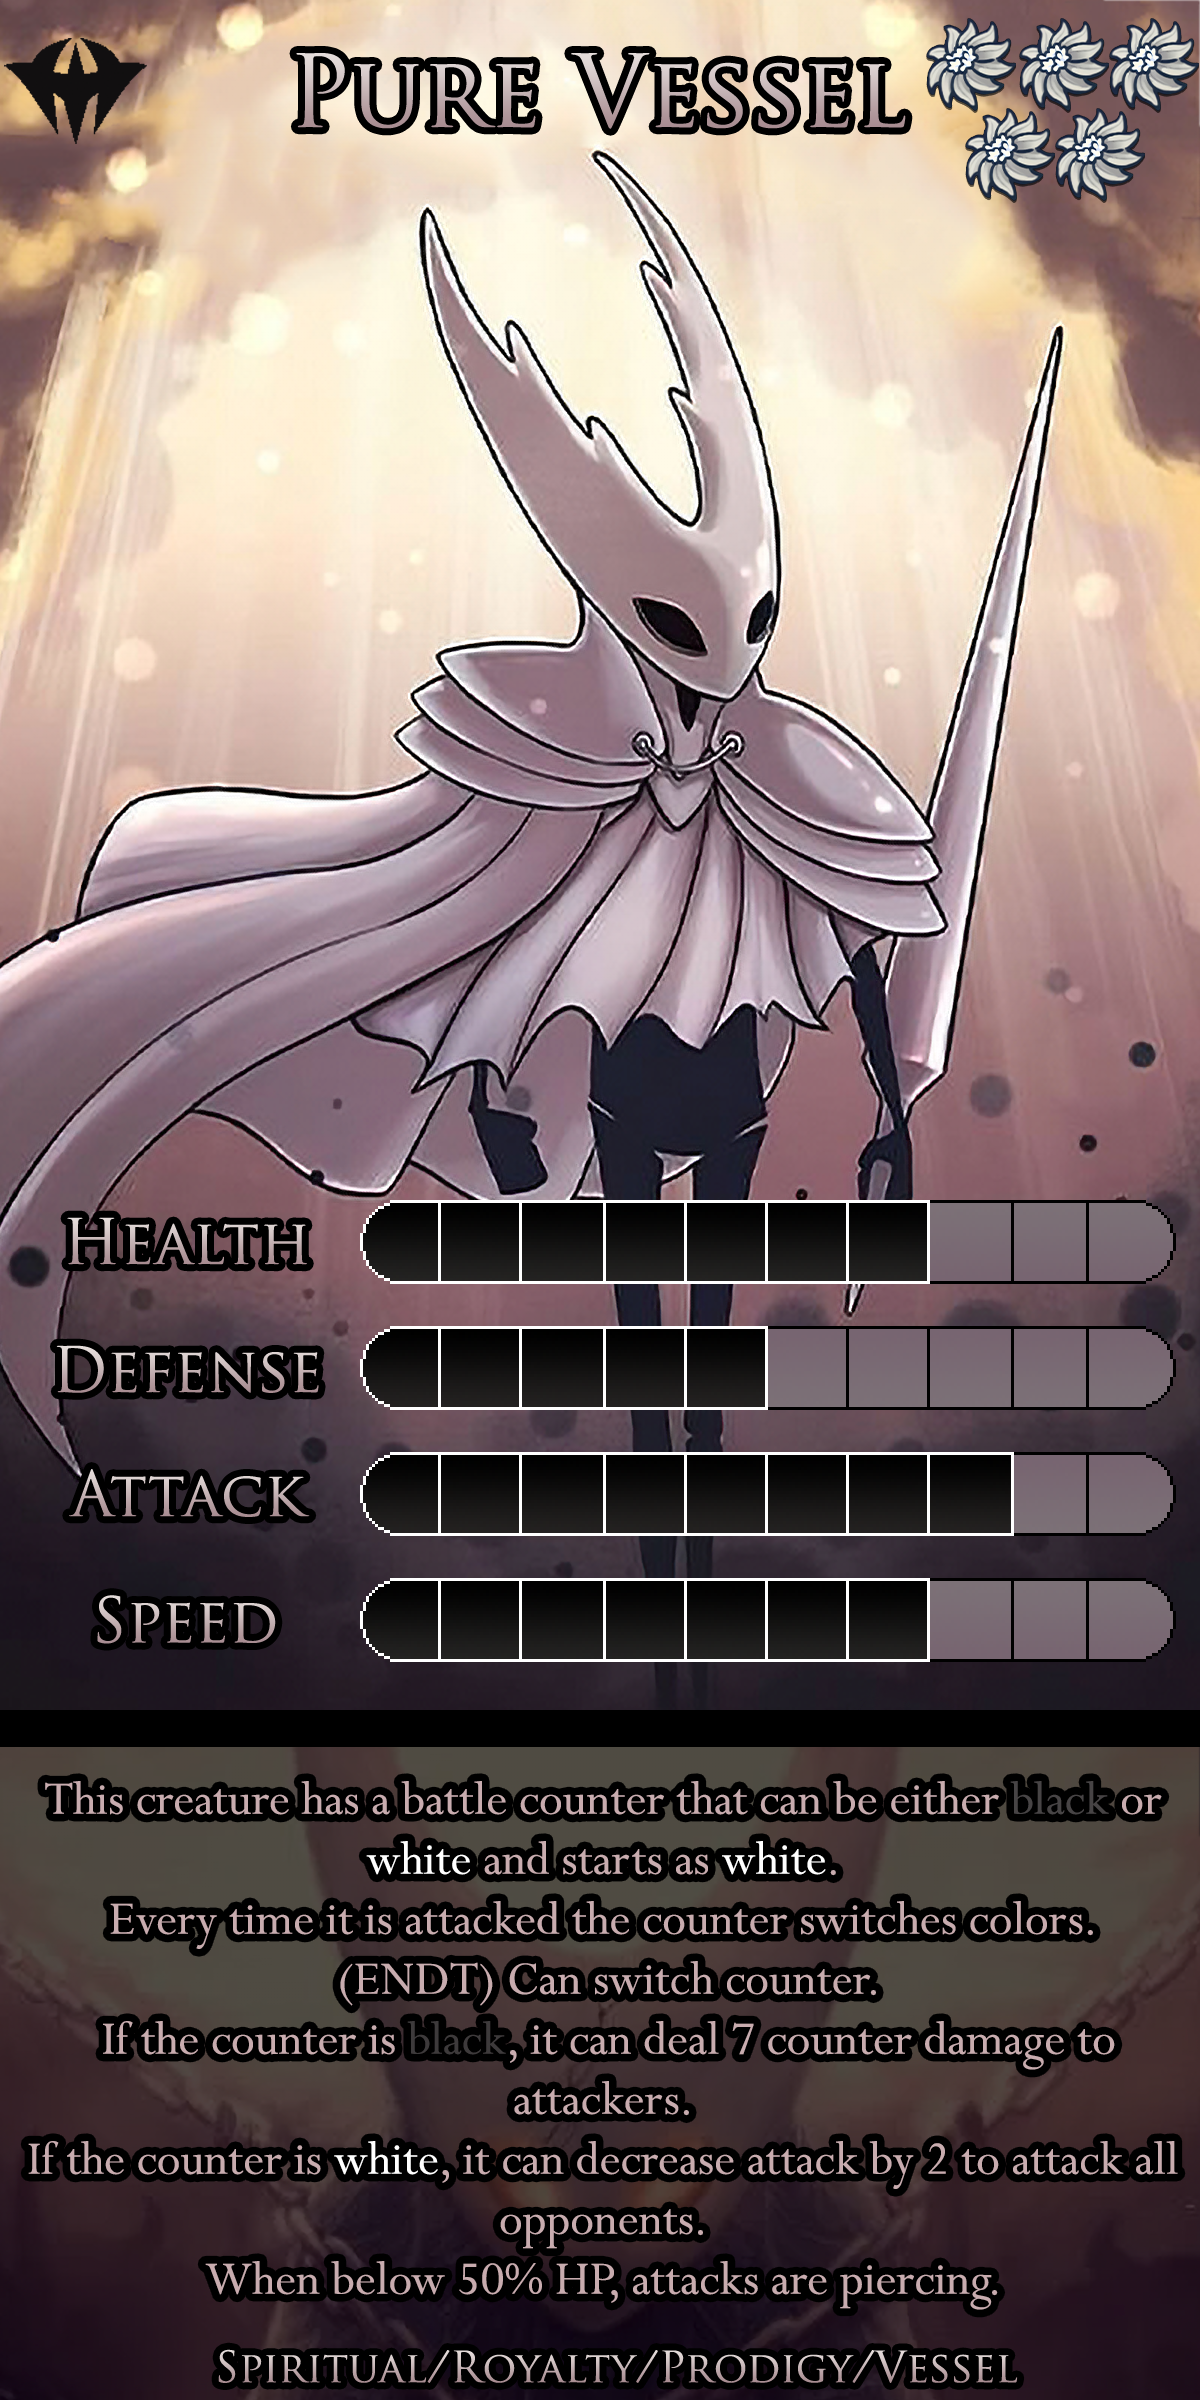 PURE VESSEL
HEALTH
DEFENSE
ATTACK
SPEED
This creature has a battle counter that can be either black or
white and starts as white.
Every time it is attacked the counter switches colors.
(ENDT) Can switch counter.
If the counter is black, it can deal 7 counter damage to
attackers.
If the counter is white, it can decrease attack by 2 to attack all
opponents.
When below 50% HP, attacks are piercing.
SPIRITUAL/ROYALTY/PRODIGY/VESSEL